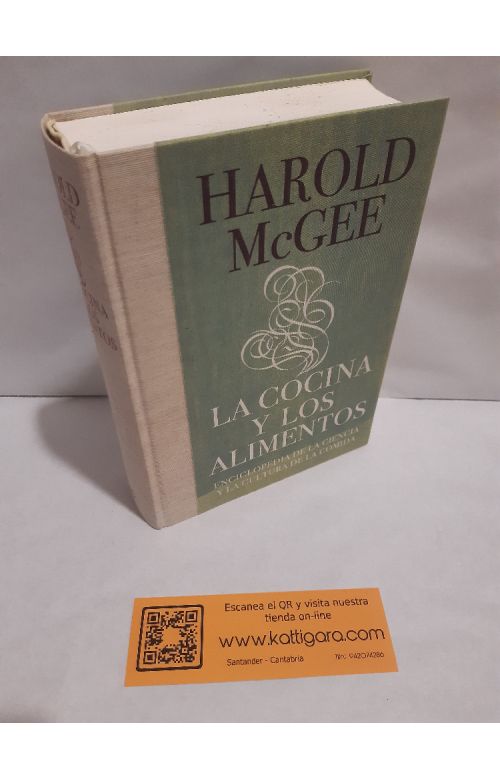 HAROLD
McGEE
LA COCINA
Y LOS
ALIMENTOS
ENCICLOPEDIA DE LA CIENCIA
Y LA CULTURA DE LA COMIDA
Escanea el QR y visita nuestra
tienda on-line
www.kattigara.com
Santander - Cantabria
942074286